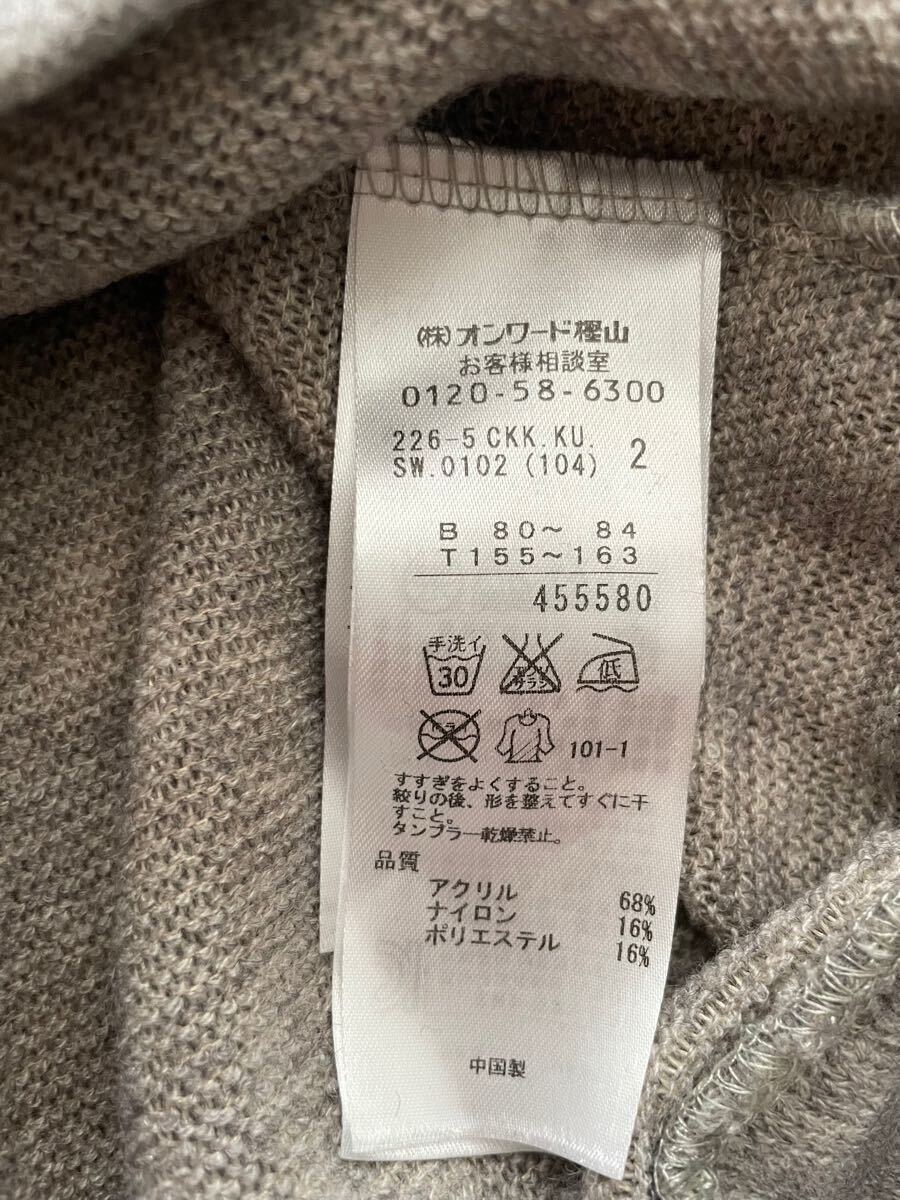 (株)オンワード樫山
お客様相談室
0120-58-6300
226-5 CKK.KU.
SW.0102 (104) 2
B 80～ 84
T155～163
455580
手洗イ
30
低
101-1
すすぎをよくすること。
絞りの後、形を整えてすぐに干
すこと。
タンブラー乾燥禁止。
品質
アクリル 68%
ナイロン 16%
ポリエステル 16%
中国製